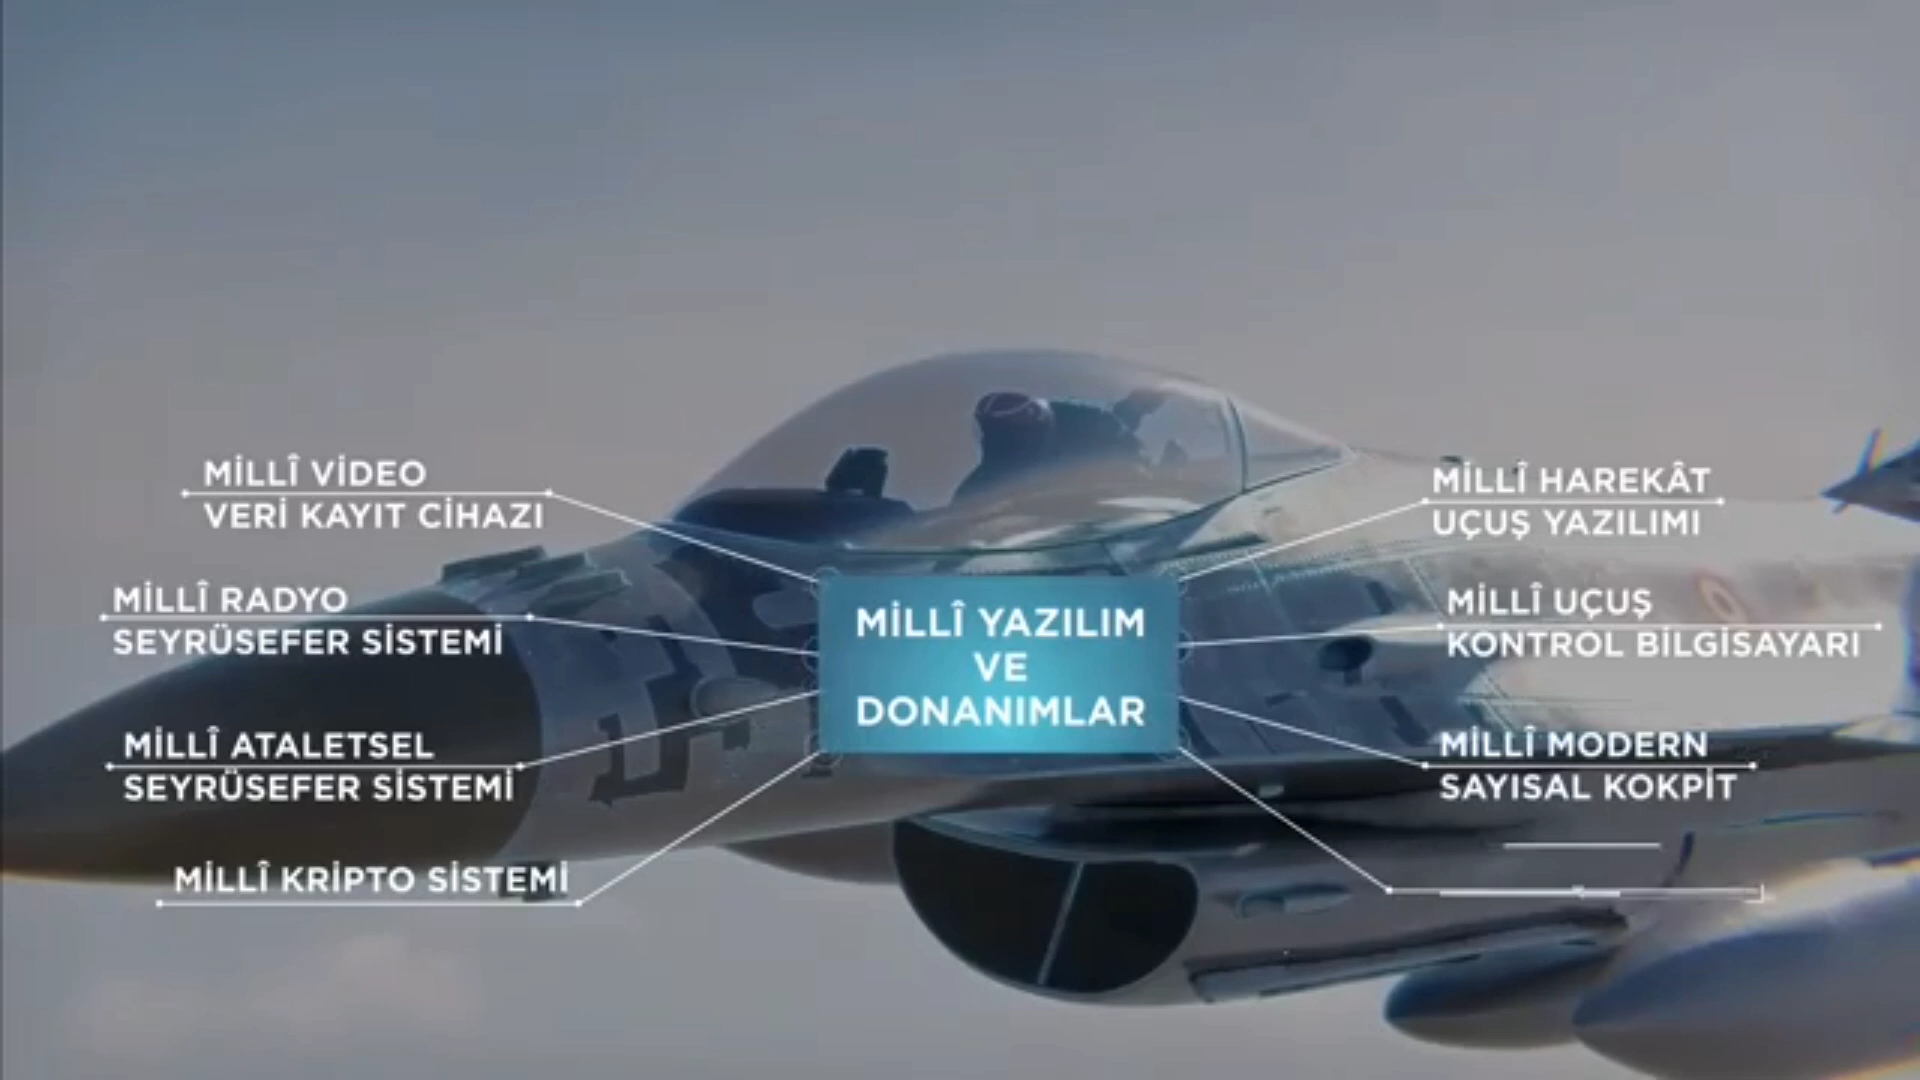 MİLLÎ VİDEO
VERİ KAYIT CİHAZI
MİLLÎ RADYO
SEYRÜSEFER SİSTEMİ
MİLLÎ ATALETSEL
SEYRÜSEFER SİSTEMİ
MİLLÎ KRİPTO SİSTEMİ
MİLLÎ YAZILIM
VE
DONANIMLAR
MİLLÎ HAREKÂT
UÇUŞ YAZILIMI
MİLLÎ UÇUŞ
KONTROL BİLGİSAYARI
MİLLÎ MODERN
SAYISAL KOKPİT